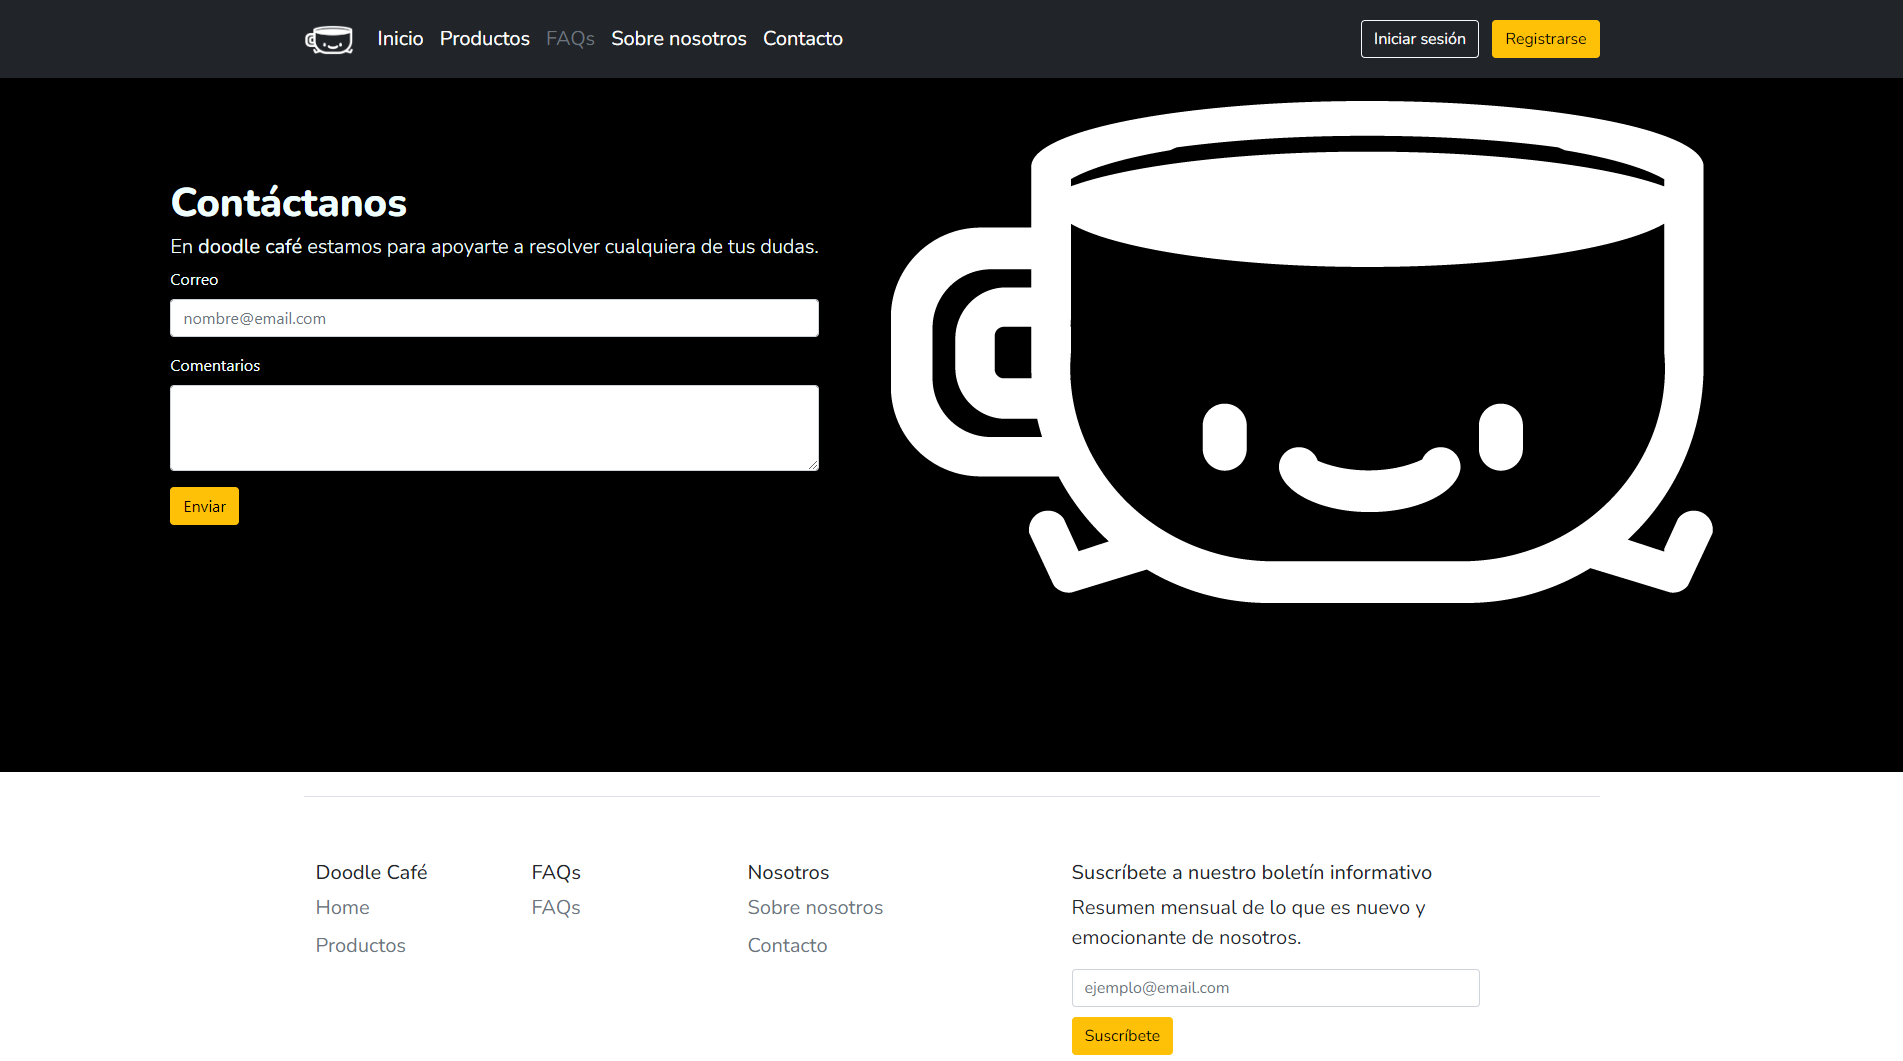 Inicio Productos FAQs Sobre nosotros Contacto Iniciar sesión Registrarse
Contáctanos
En doodle café estamos para apoyarte a resolver cualquiera de tus dudas.
Correo
nombre@email.com
Comentarios
Enviar
Doodle Café
Home
Productos
FAQs
FAQs
Nosotros
Sobre nosotros
Contacto
Suscríbete a nuestro boletín informativo
Resumen mensual de lo que es nuevo y
emocionante de nosotros.
ejemplo@email.com
Suscríbete